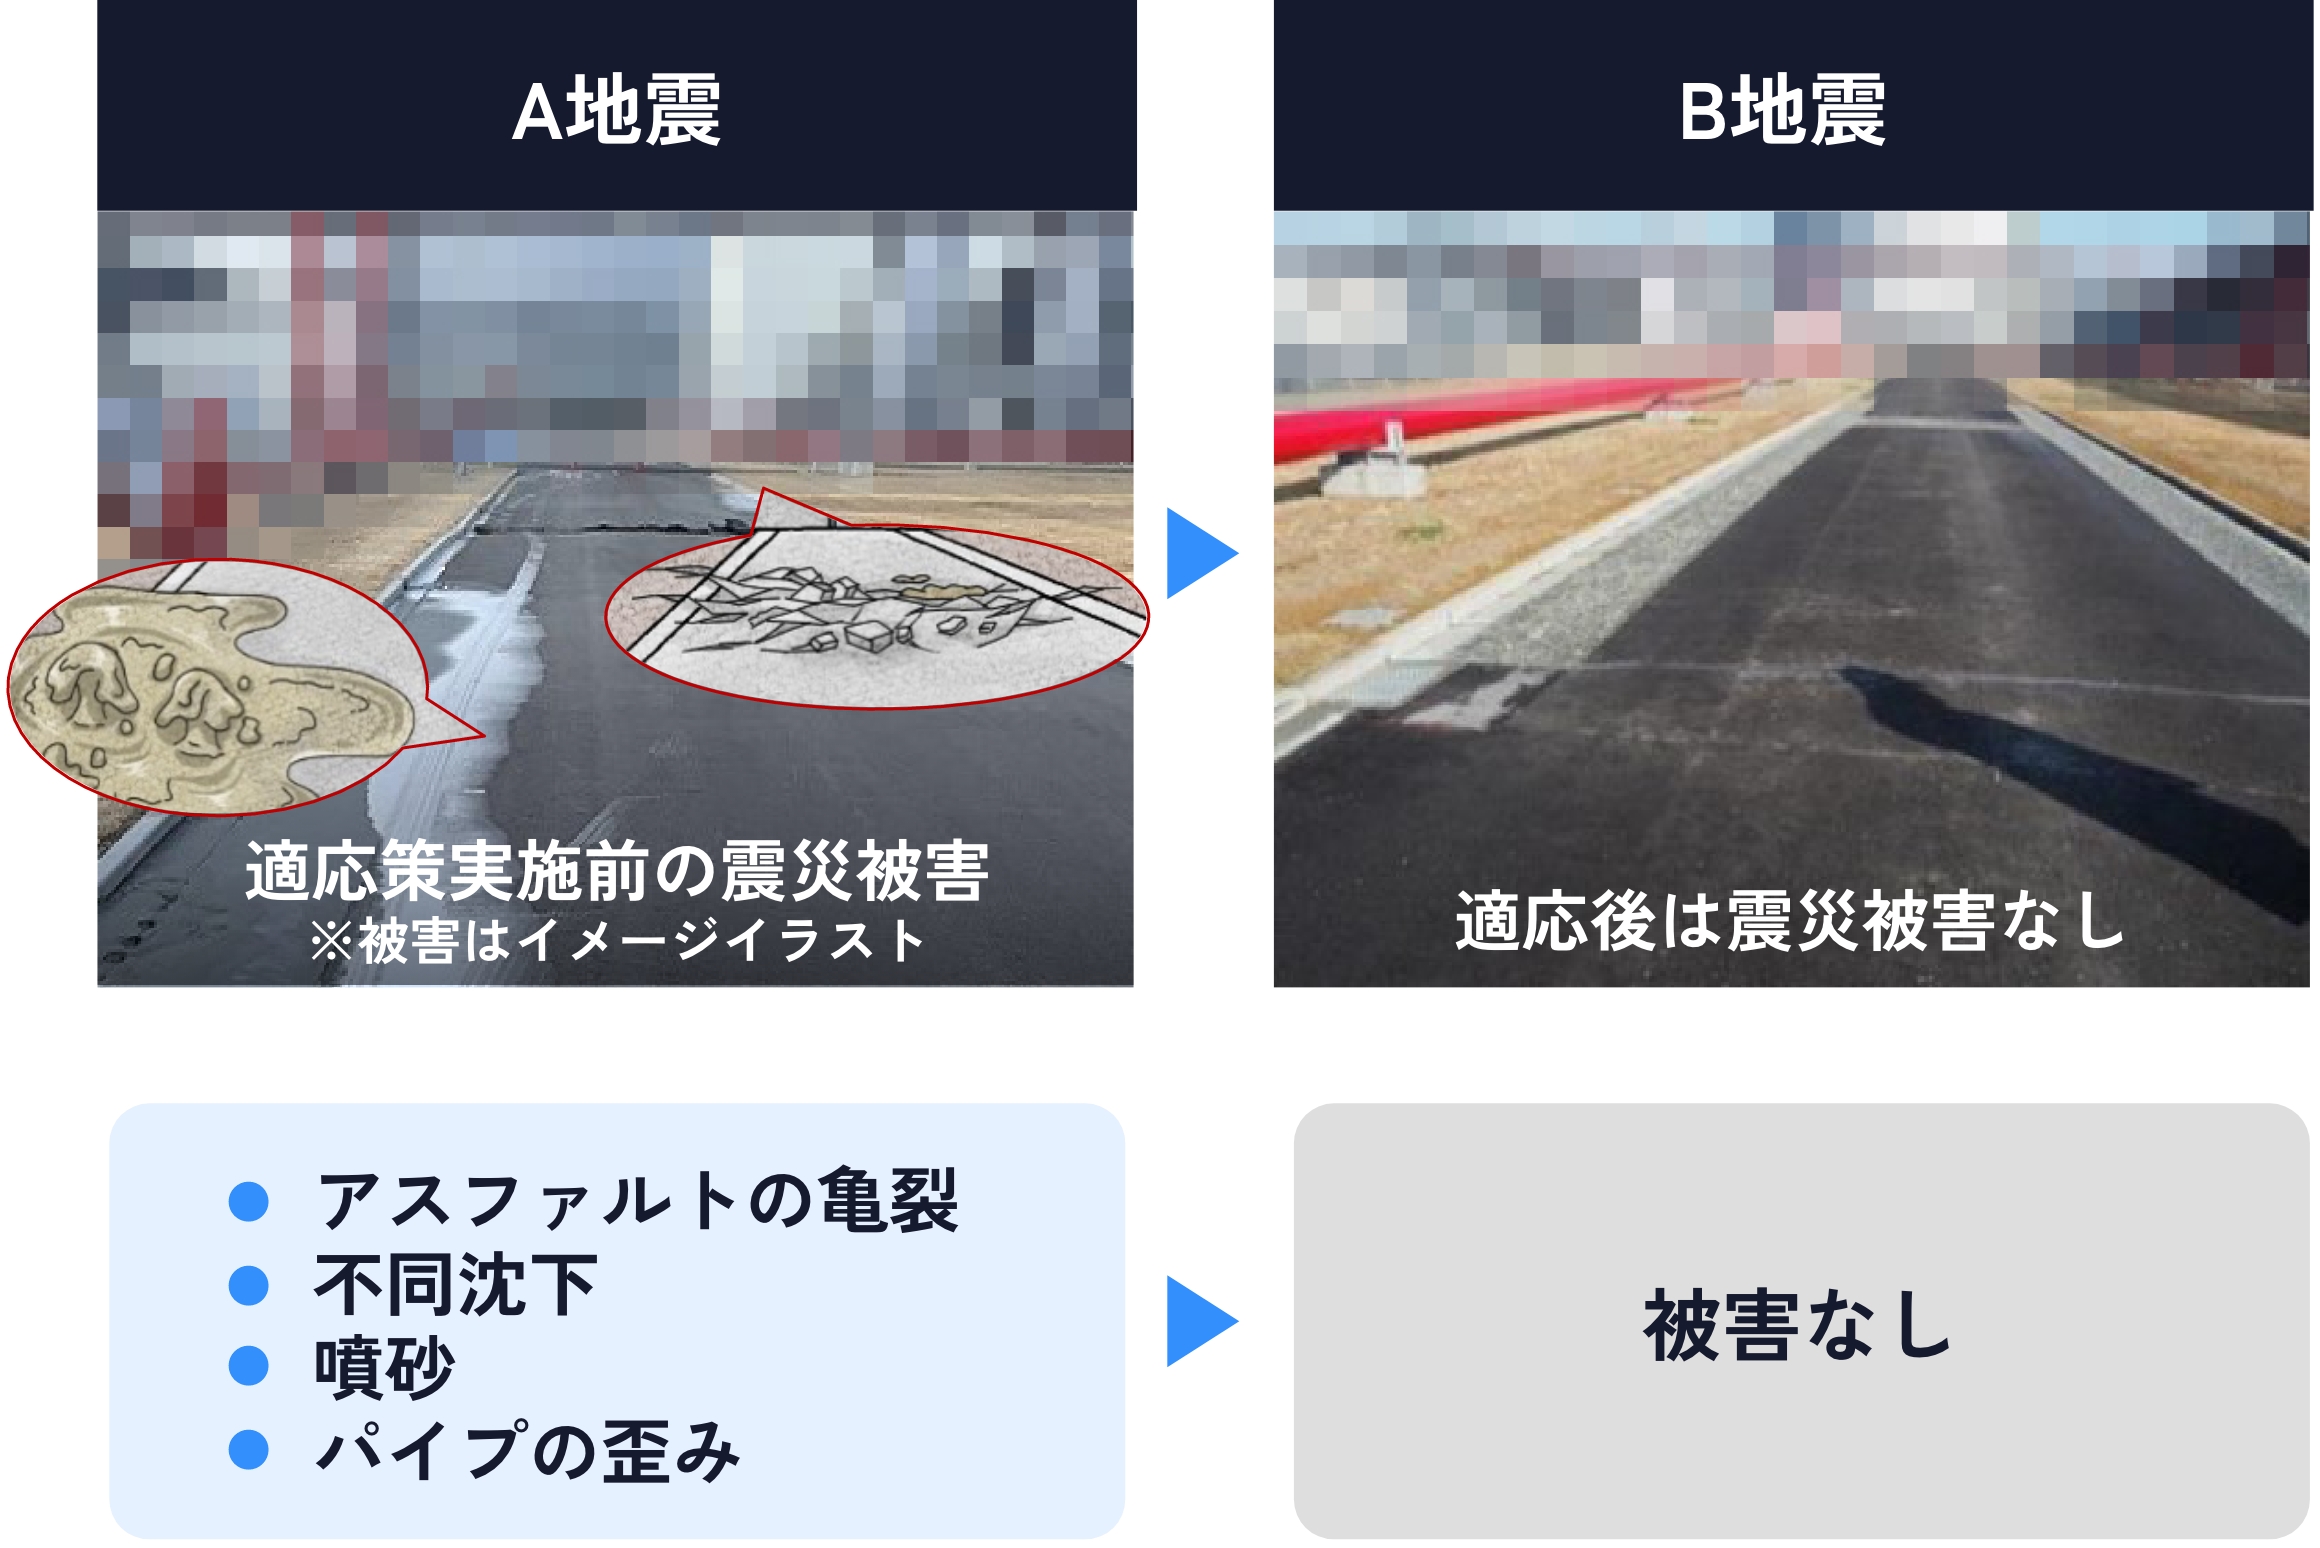 A地震
B地震
適応策実施前の震災被害
※被害はイメージイラスト
適応後は震災被害なし
● アスファルトの亀裂
● 不同沈下
● 噴砂
● パイプの歪み
被害なし